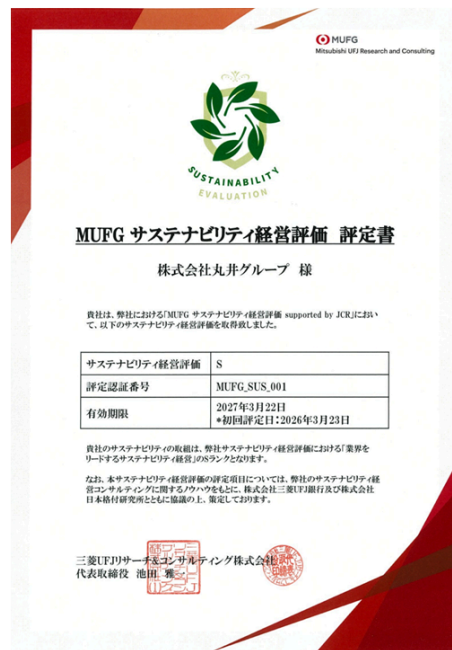 MUFG
Mitsubishi UFJ Research and Consulting
SUSTAINABILITY
EVALUATION
MUFG サステナビリティ経営評価 評定書
株式会社丸井グループ 様
貴社は、弊社における「MUFG サステナビリティ経営評価 supported by JCR」におい
て、以下のサステナビリティ経営評価を取得致しました。
サステナビリティ経営評価 S
評定認証番号 MUFG_SUS_001
有効期限 2027年3月22日
*初回評定日：2026年3月23日
貴社のサステナビリティの取組は、弊社サステナビリティ経営評価における「業界を
リードするサステナビリティ経営」のSランクとなります。
なお、本サステナビリティ経営評価の評定項目については、弊社のサステナビリティ経
営コンサルティングに関するノウハウをもとに、株式会社三菱UFJ銀行及び株式会社
日本格付研究所とともに協議の上、策定しております。
三菱UFJリサーチ&コンサルティング株式会社
代表取締役 池田 雅一